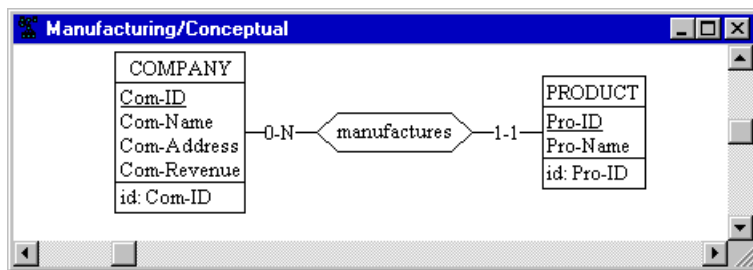 Manufacturing/Conceptual
COMPANY
Com-ID
Com-Name
Com-Address
Com-Revenue
id: Com-ID
0-N
manufactures
1-1
PRODUCT
Pro-ID
Pro-Name
id: Pro-ID